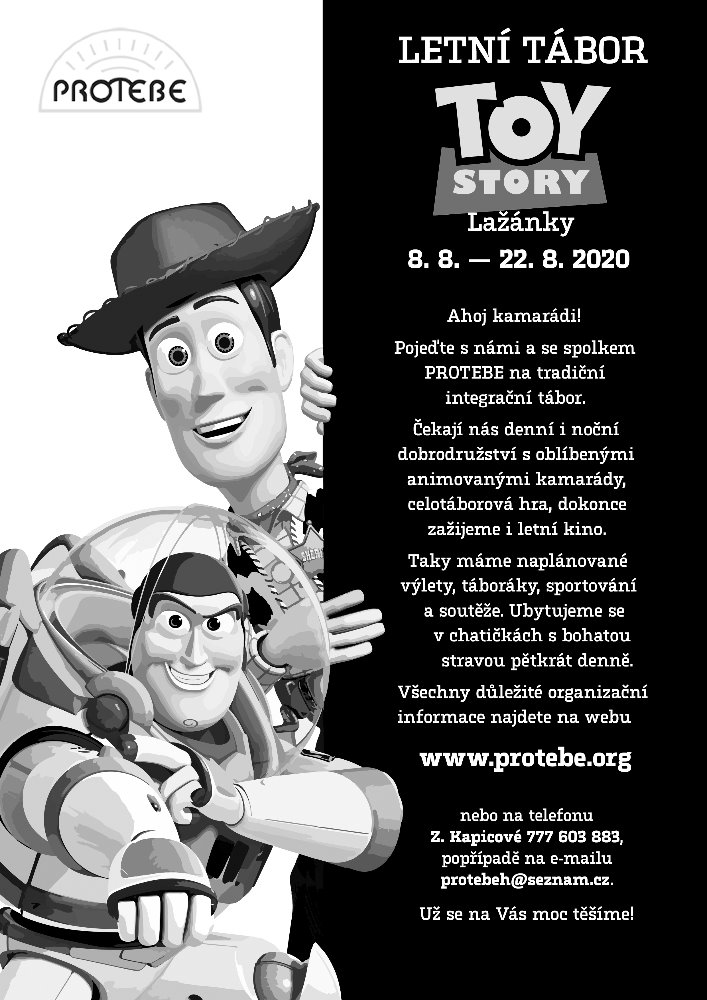 PROTEBE
LETNÍ TÁBOR
TOY
STORY
Lažánky
8. 8. — 22. 8. 2020
Ahoj kamarádi!
Pojeďte s námi a se spolkem
PROTEBE na tradiční
integrační tábor.
Čekají nás denní i noční
dobrodružství s oblíbenými
animovanými kamarády,
celotáborová hra, dokonce
zažijeme i letní kino.
Taky máme naplánované
výlety, táboráky, sportování
a soutěže. Ubytujeme se
v chatičkách s bohatou
stravou pětkrát denně.
Všechny důležité organizační
informace najdete na webu
www.protebe.org
nebo na telefonu
Z. Kapicové 777 603 883,
popřípadě na e-mailu
protebeh@seznam.cz.
Už se na Vás moc těšíme!
SHERIFF